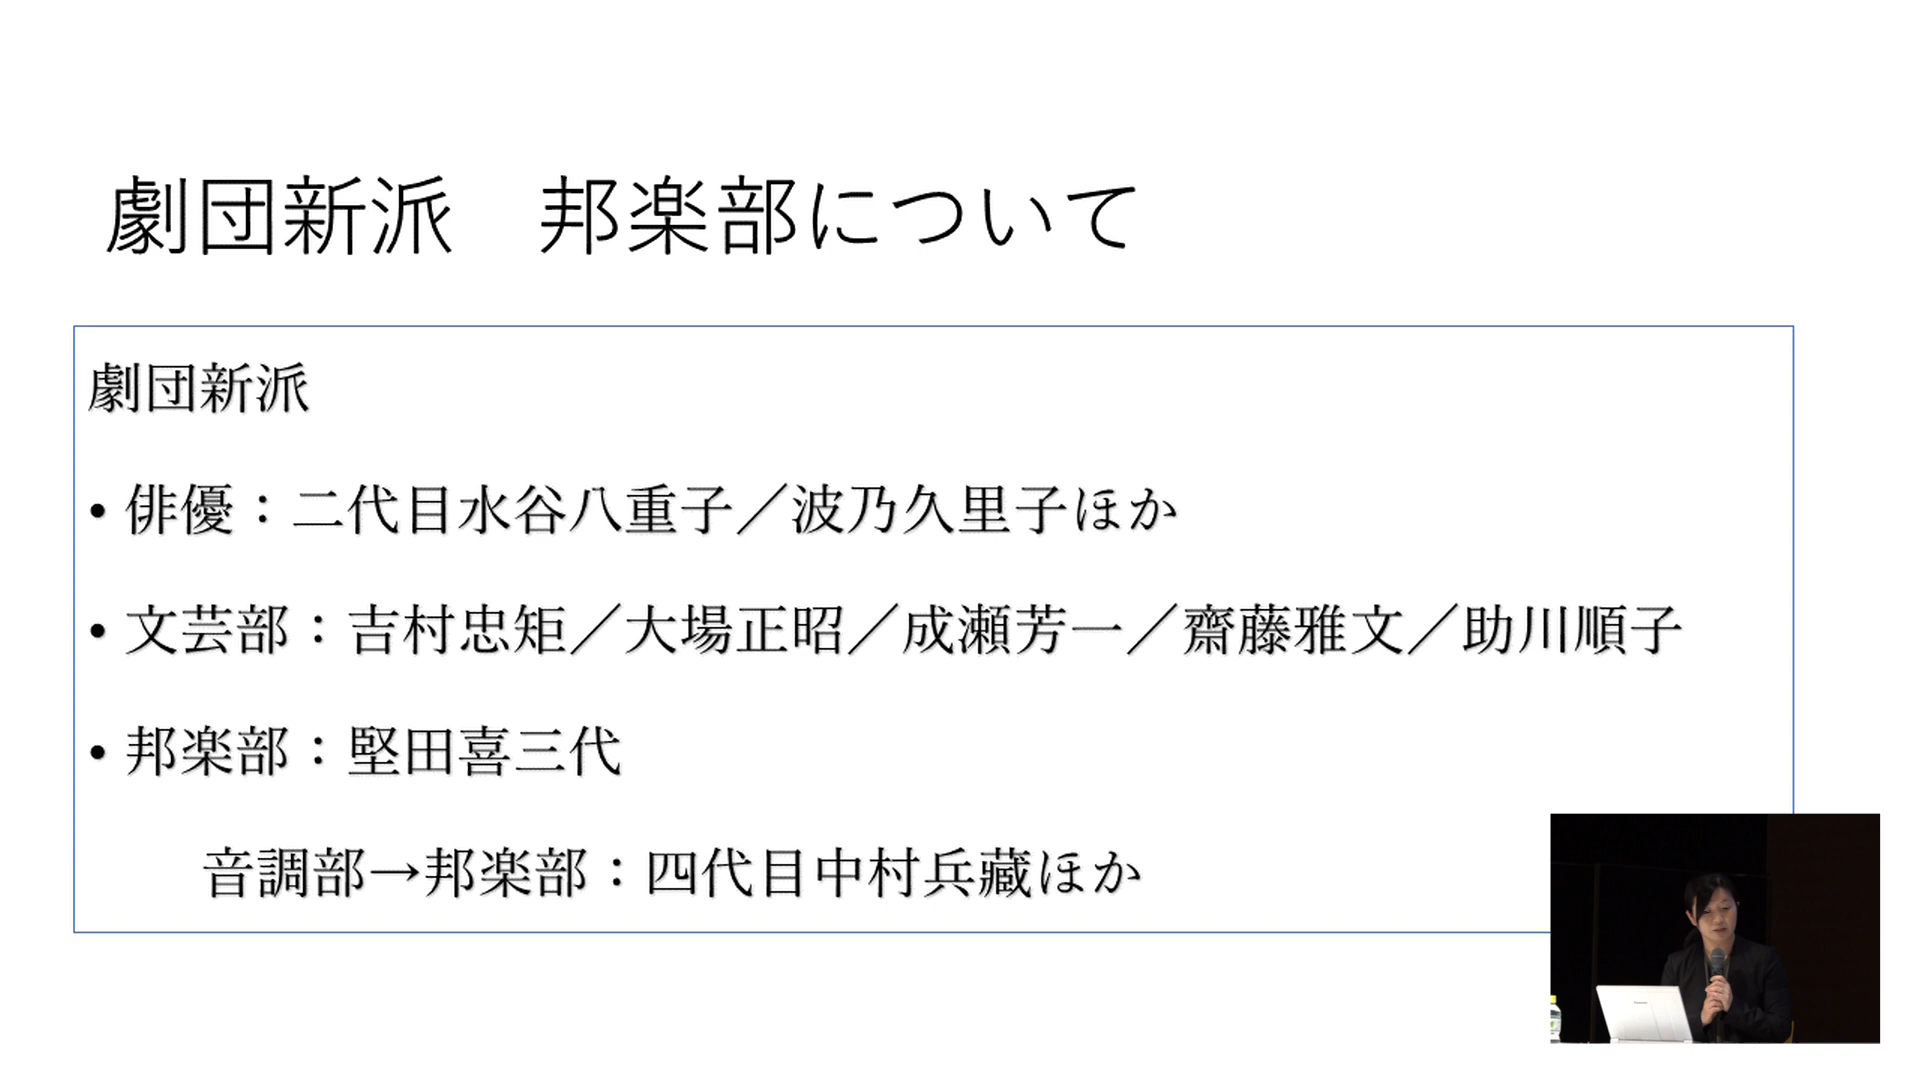 劇団新派　邦楽部について
劇団新派
• 俳優：二代目水谷八重子／波乃久里子ほか
• 文芸部：吉村忠矩／大場正昭／成瀬芳一／齋藤雅文／助川順子
• 邦楽部：堅田喜三代
音調部→邦楽部：四代目中村兵藏ほか